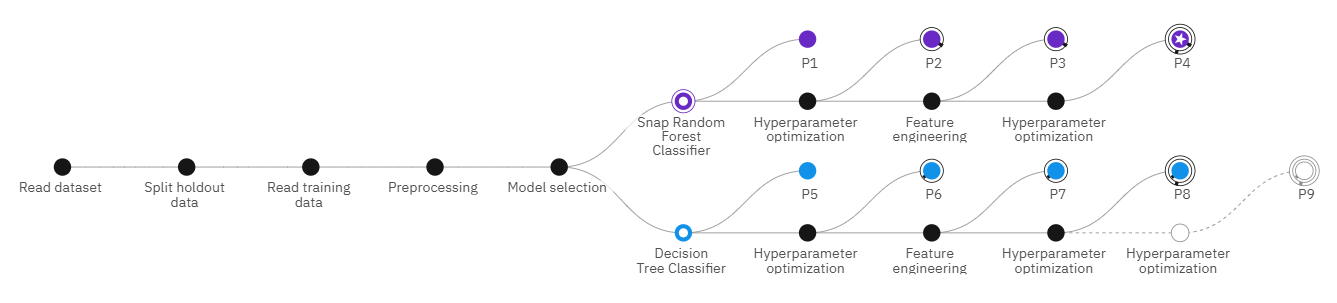 P1
P2
P3
P4
Snap Random
Forest
Classifier
Hyperparameter
optimization
Feature
engineering
Hyperparameter
optimization
Read dataset
Split holdout
data
Read training
data
Preprocessing
Model selection
P5
P6
P7
P8
P9
Decision
Tree Classifier
Hyperparameter
optimization
Feature
engineering
Hyperparameter
optimization
Hyperparameter
optimization